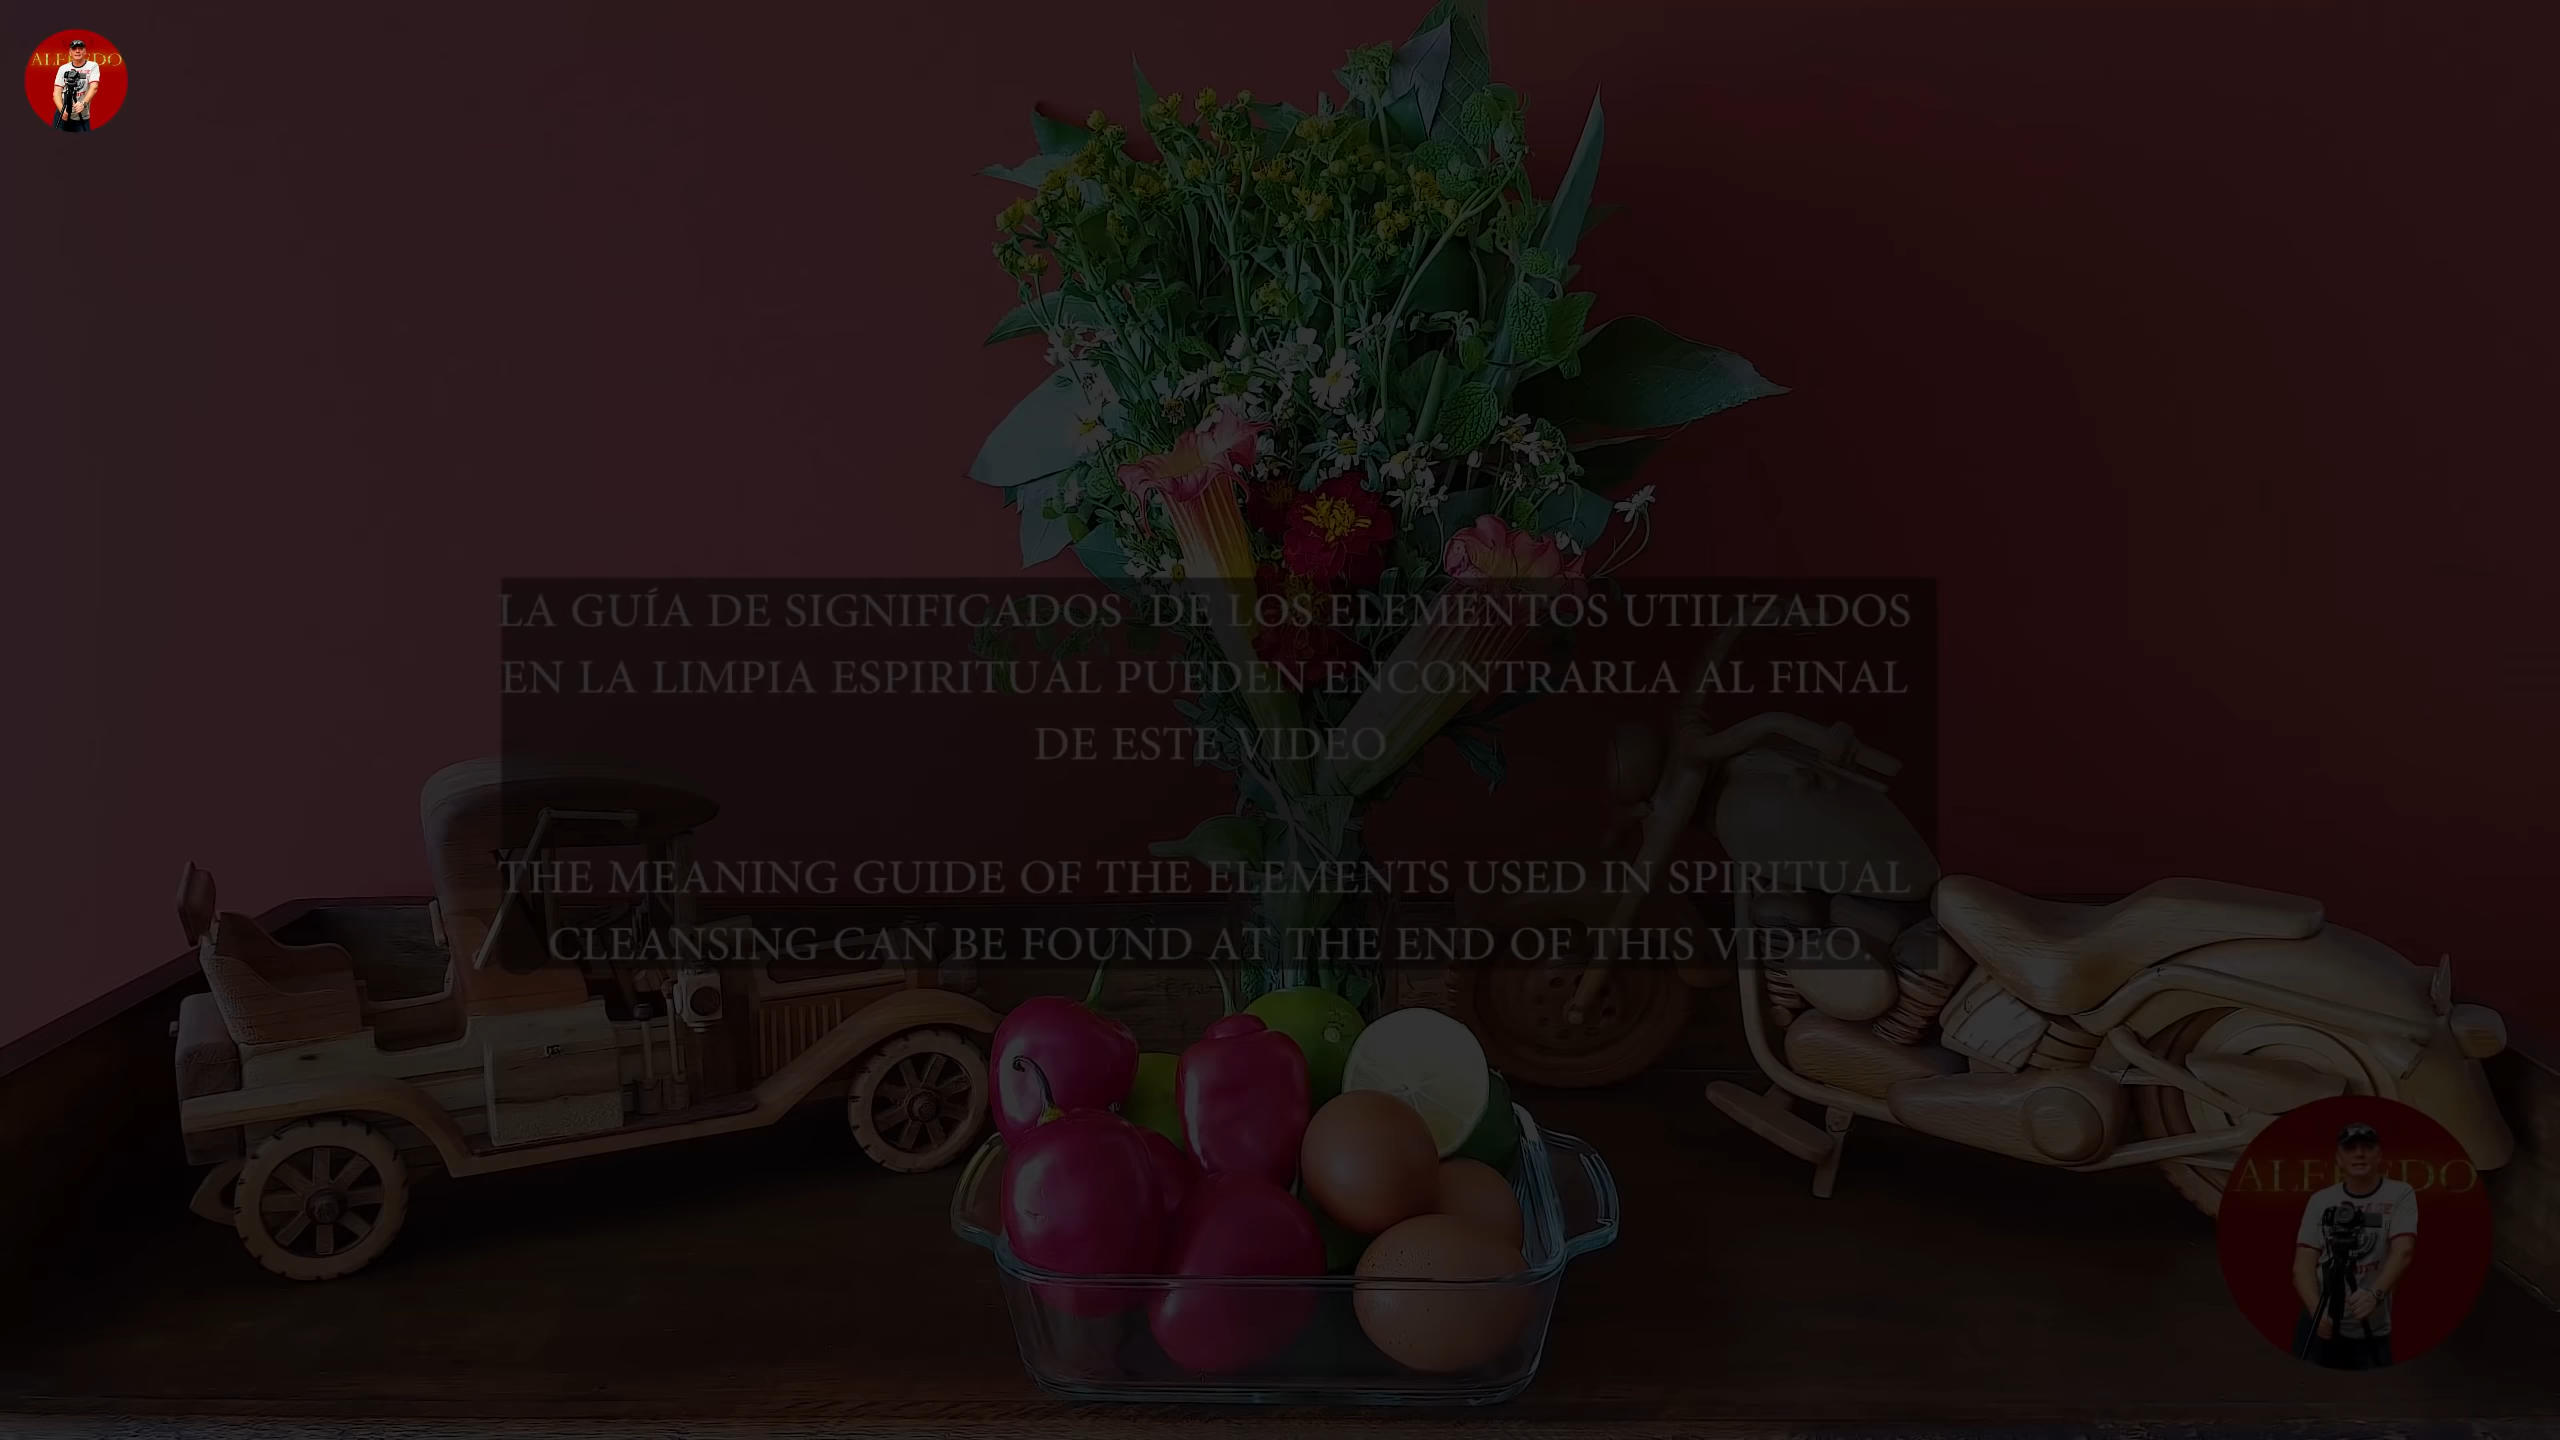 ALFREDO
LA GUÍA DE SIGNIFICADOS DE LOS ELEMENTOS UTILIZADOS
EN LA LIMPIA ESPIRITUAL PUEDEN ENCONTRARLA AL FINAL
DE ESTE VIDEO
THE MEANING GUIDE OF THE ELEMENTS USED IN SPIRITUAL
CLEANSING CAN BE FOUND AT THE END OF THIS VIDEO.
ALFREDO